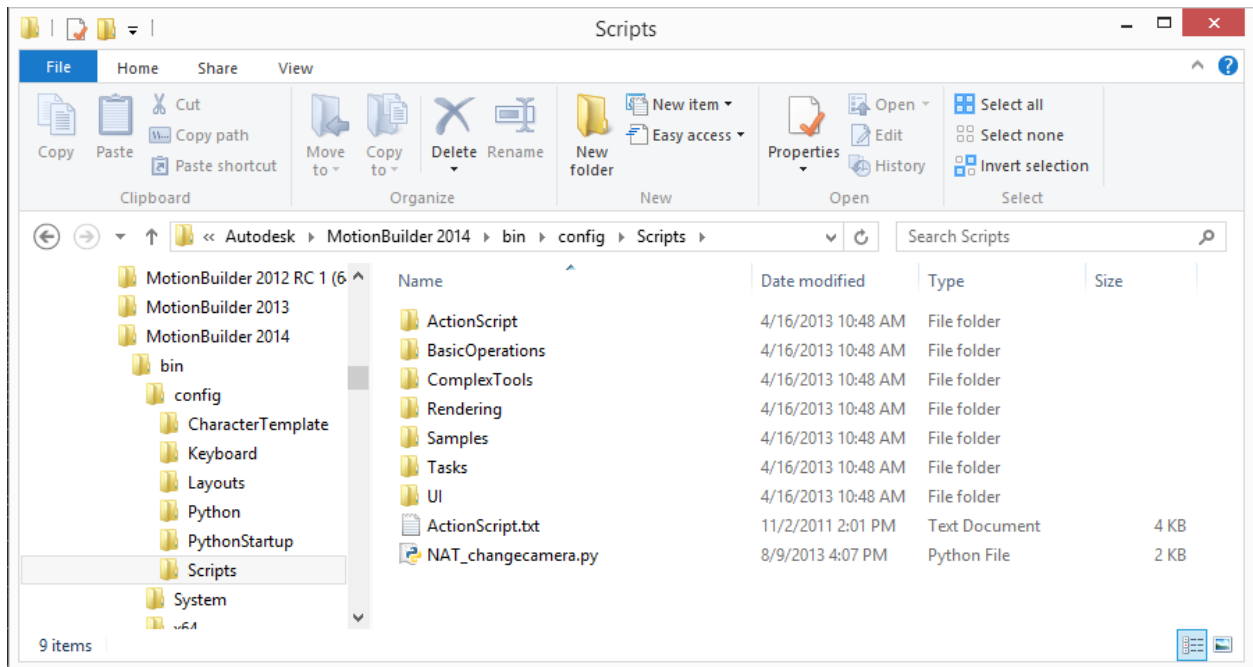 Scripts
File Home Share View
Copy
Paste
Cut
Copy path
Paste shortcut
Clipboard
Move to
Copy to
Delete
Rename
Organize
New folder
New item
Easy access
New
Properties
Open
Edit
History
Open
Select all
Select none
Invert selection
Select
« Autodesk MotionBuilder 2014 bin config Scripts
Search Scripts
MotionBuilder 2012 RC 1 (6
MotionBuilder 2013
MotionBuilder 2014
bin
config
CharacterTemplate
Keyboard
Layouts
Python
PythonStartup
Scripts
System
x64
Name Date modified Type Size
ActionScript 4/16/2013 10:48 AM File folder
BasicOperations 4/16/2013 10:48 AM File folder
ComplexTools 4/16/2013 10:48 AM File folder
Rendering 4/16/2013 10:48 AM File folder
Samples 4/16/2013 10:48 AM File folder
Tasks 4/16/2013 10:48 AM File folder
UI 4/16/2013 10:48 AM File folder
ActionScript.txt 11/2/2011 2:01 PM Text Document 4 KB
NAT_changecamera.py 8/9/2013 4:07 PM Python File 2 KB
9 items